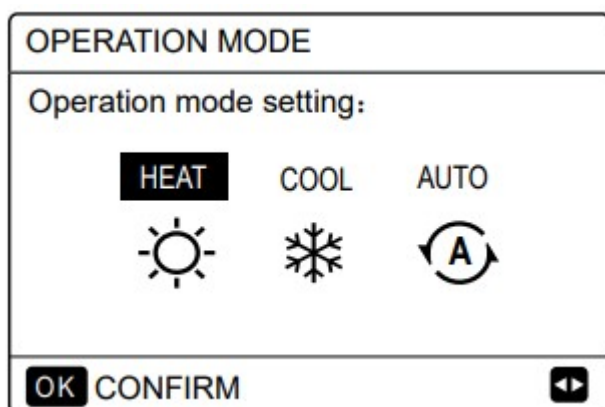 OPERATION MODE
Operation mode setting:
HEAT COOL AUTO
A
OK CONFIRM